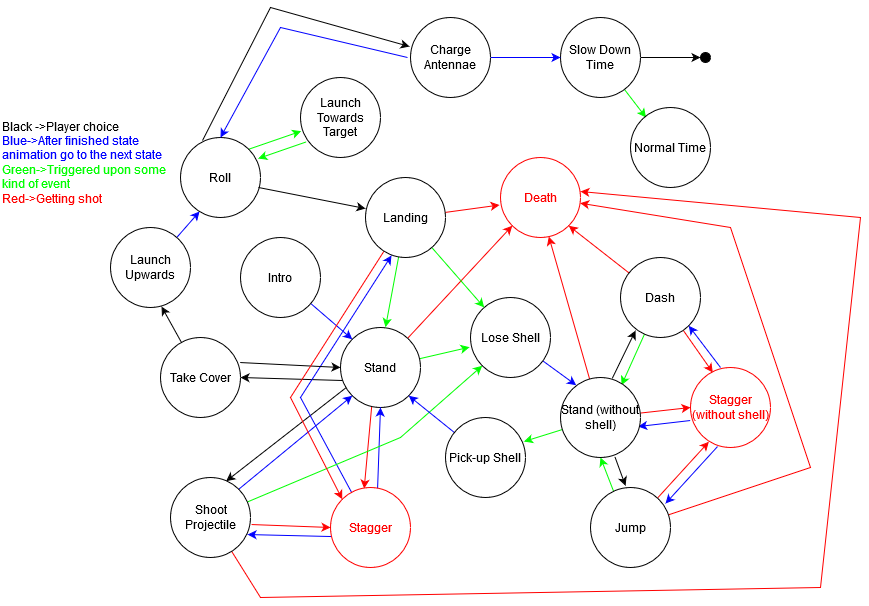 Charge
Antennae
Slow Down
Time
Launch
Towards
Target
Black ->Player choice
Blue->After finished state
animation go to the next state
Green->Triggered upon some
kind of event
Red->Getting shot
Normal Time
Roll
Death
Landing
Launch
Upwards
Intro
Dash
Lose Shell
Stand
Take Cover
Stand (without
shell)
Stagger
(without shell)
Pick-up Shell
Shoot
Projectile
Stagger
Jump